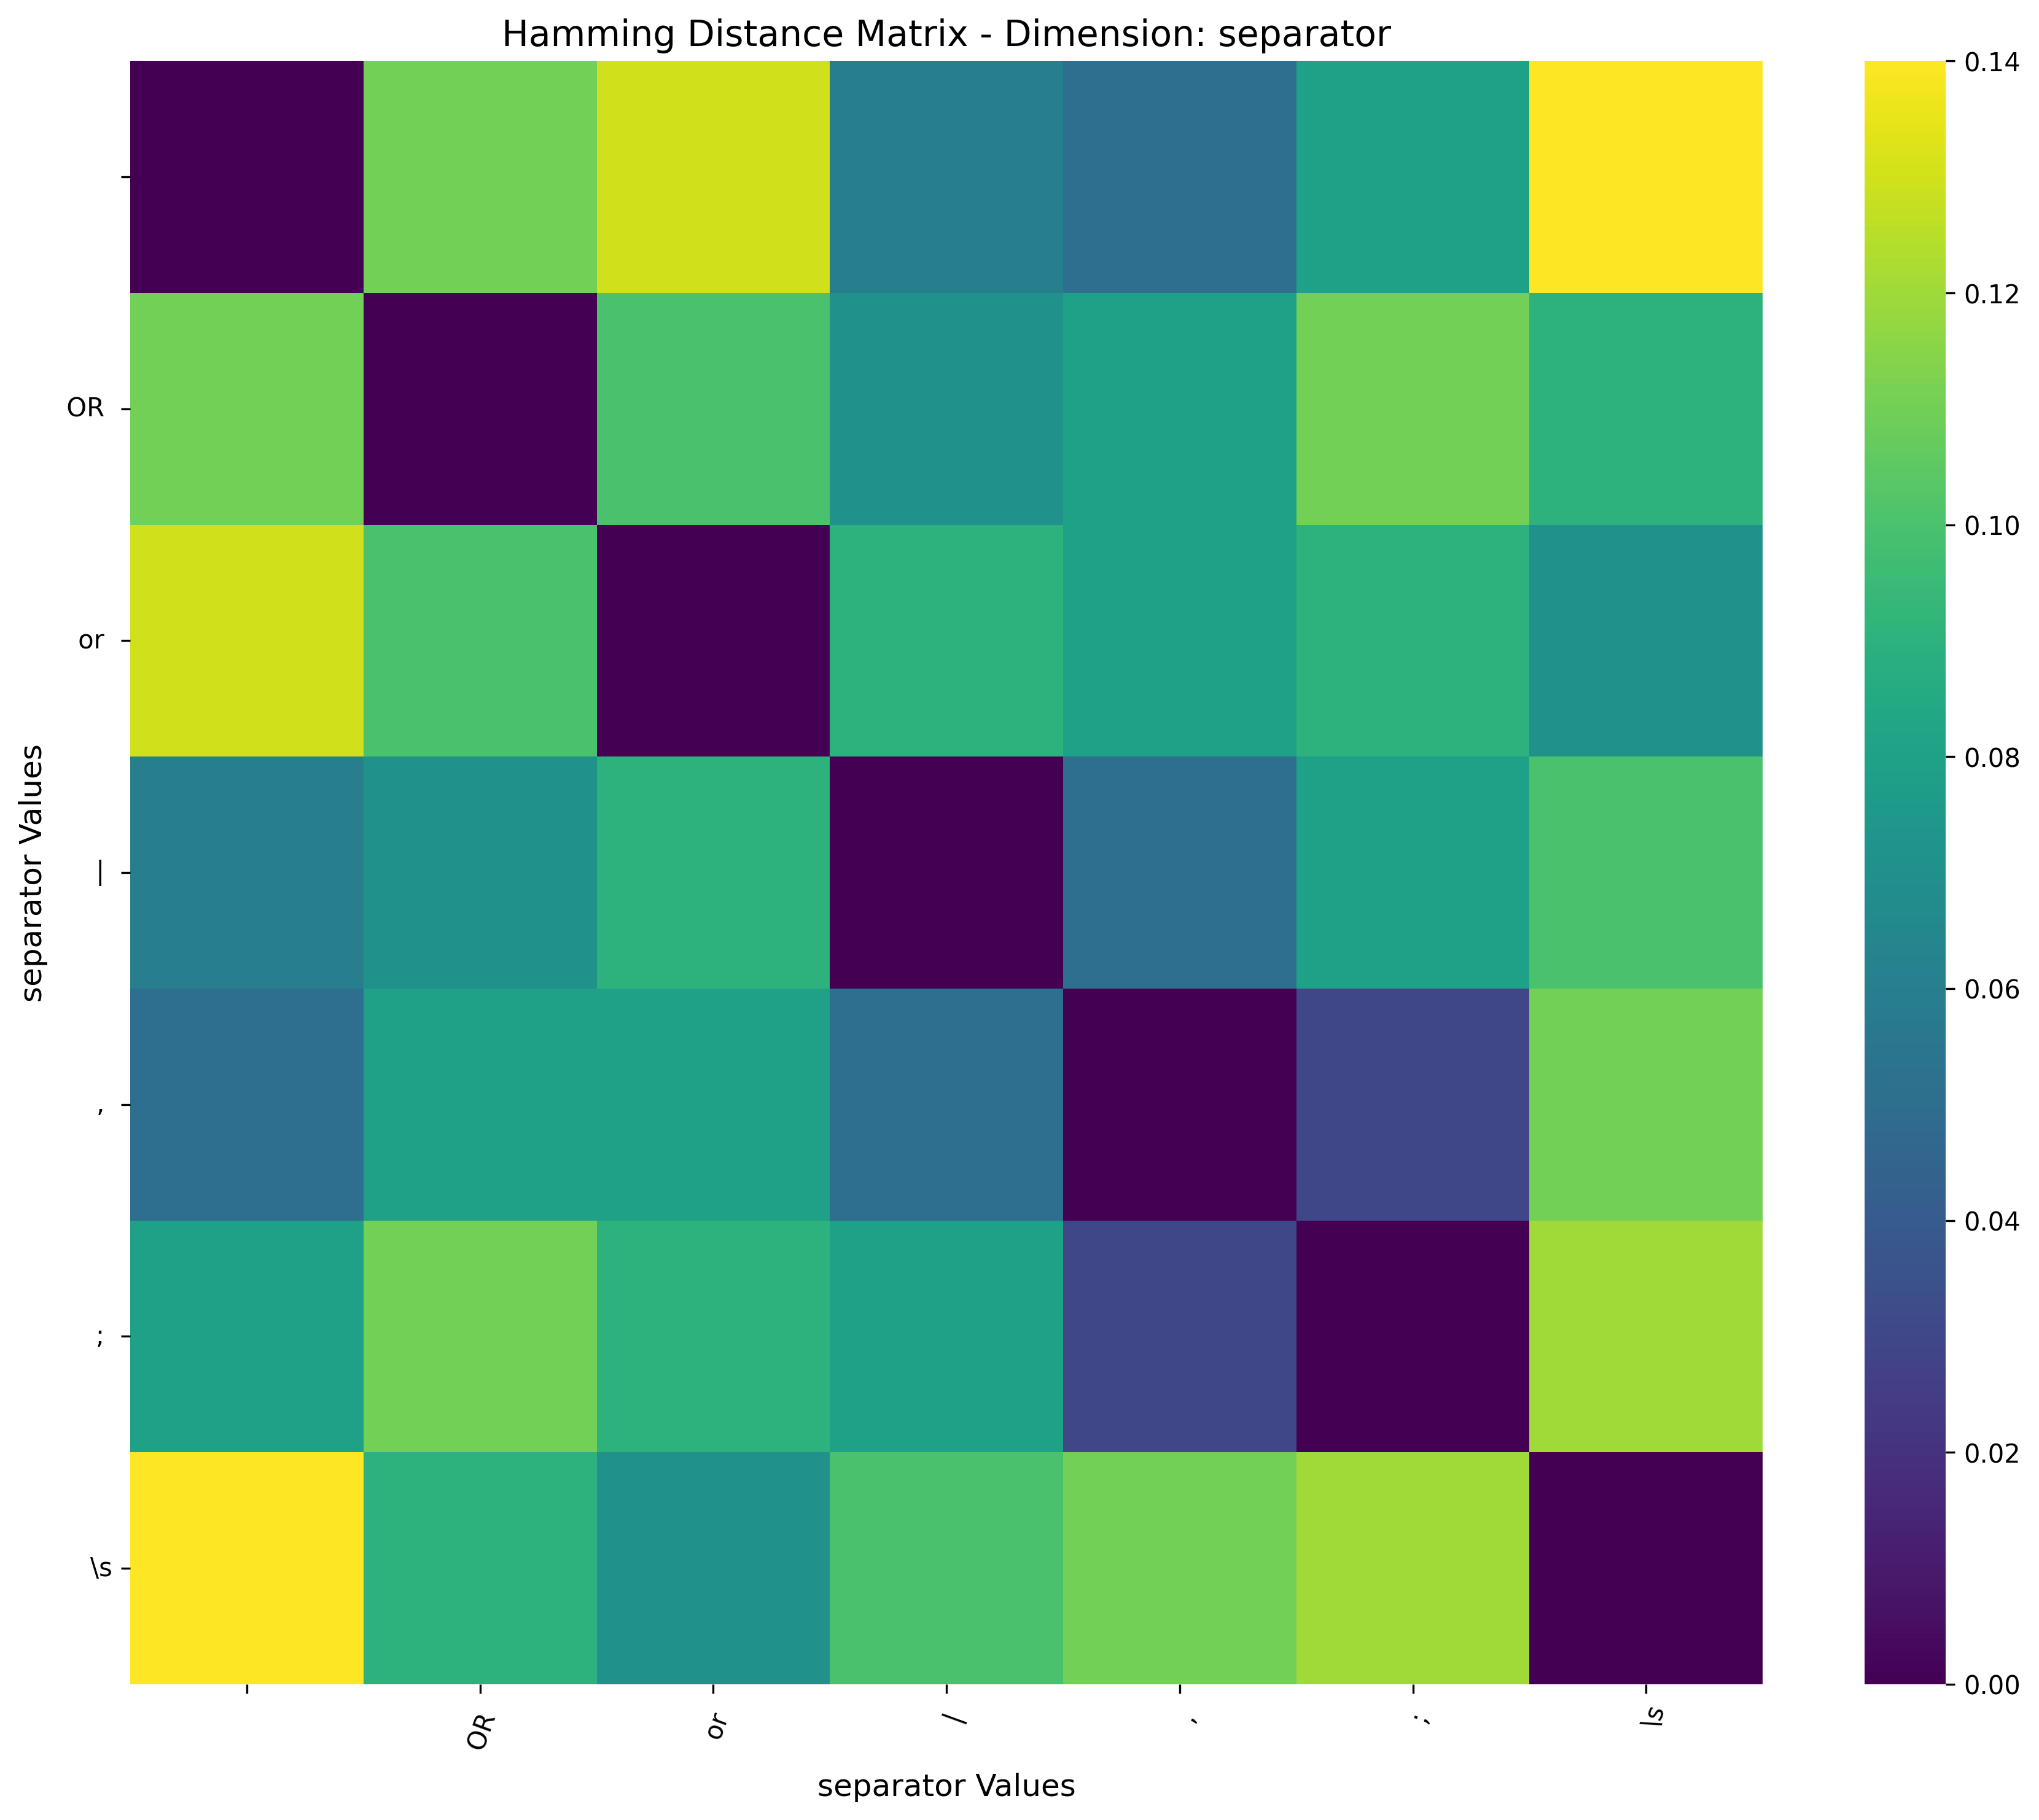 Hamming Distance Matrix - Dimension: separator
separator Values
OR
or
|
,
;
\s
OR
or
|
,
;
\s
separator Values
0.14
0.12
0.10
0.08
0.06
0.04
0.02
0.00